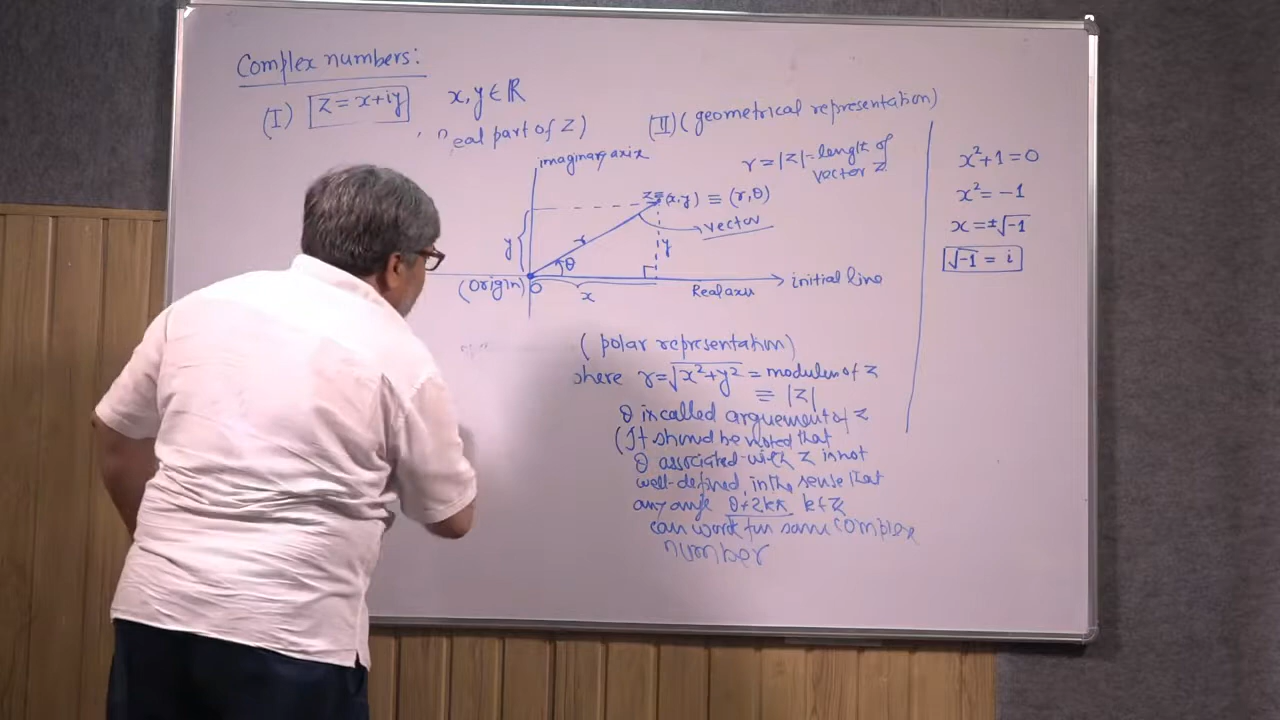 Complex numbers:
(I) z = x+iy x, y ∈ ℝ
eal part of z)
(II) (geometrical representation)
imaginary axis
r = |z| = length of
vector z
z ≡ (x,y) ≡ (r,θ)
vector
y
r
θ
y
(Origin) O
x
Real axis
initial line
(polar representation)
where r = √x²+y² = modulus of z
≡ |z|
θ is called arguement of z
(It should be noted that
θ associated with z is not
well-defined, in the sense that
any angle θ+2kπ, k∈Z
can work for same complex
number
x²+1=0
x² = -1
x = ±√-1
√-1 = i